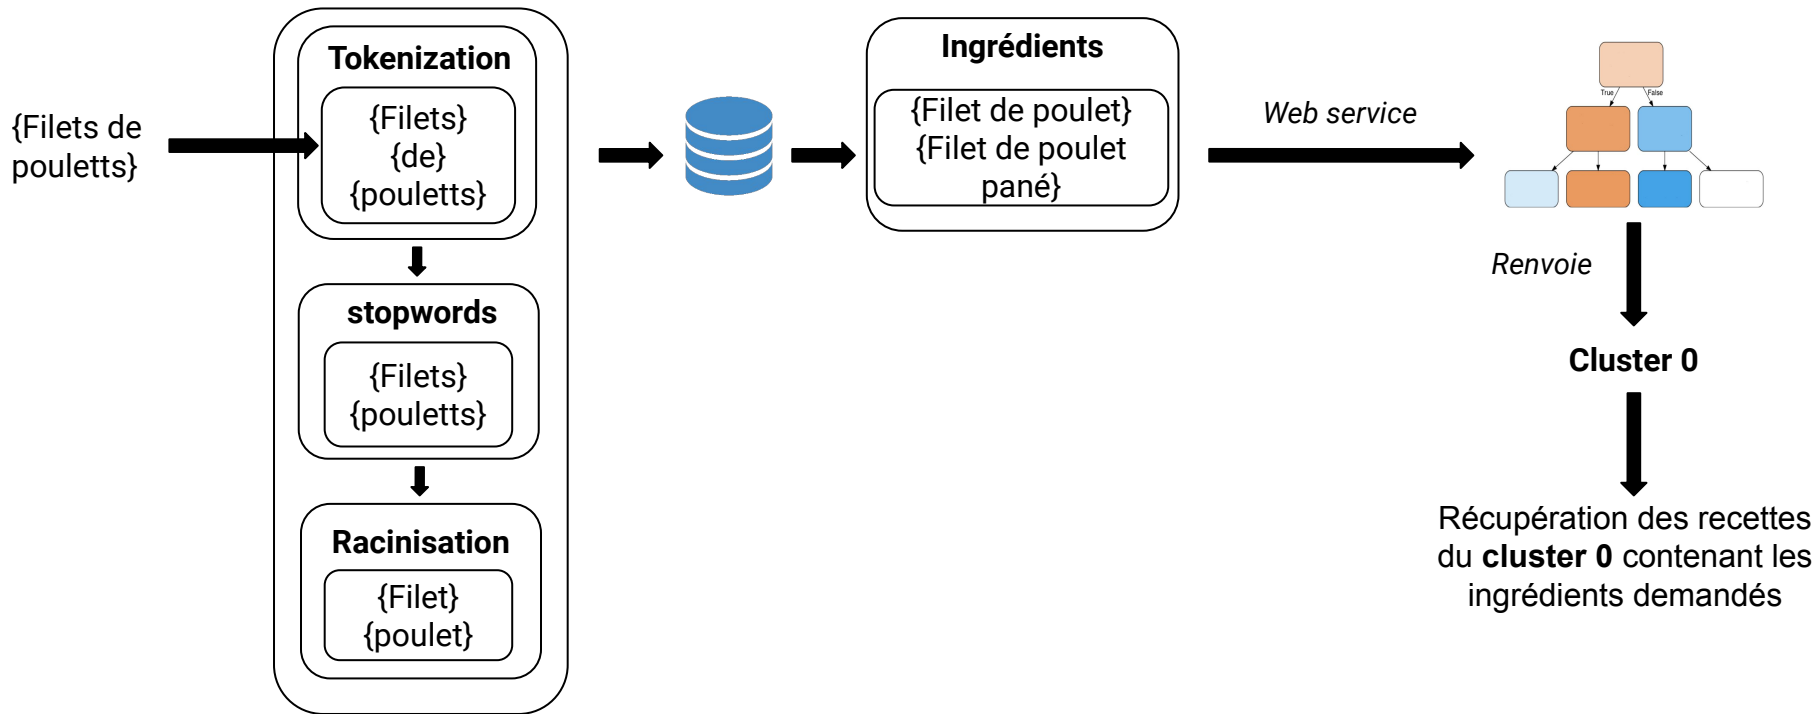 {Filets de
pouletts}
Tokenization
{Filets}
{de}
{pouletts}
stopwords
{Filets}
{pouletts}
Racinisation
{Filet}
{poulet}
Ingrédients
{Filet de poulet}
{Filet de poulet
pané}
Web service
True
False
Renvoie
Cluster 0
Récupération des recettes
du cluster 0 contenant les
ingrédients demandés